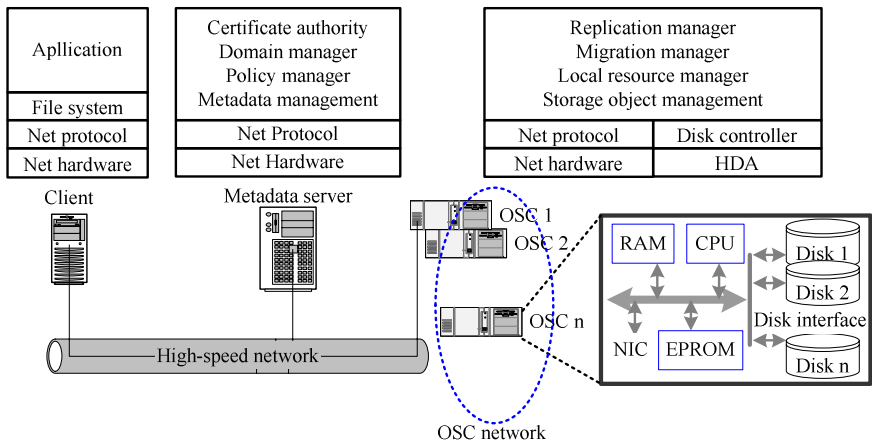 Apllication
File system
Net protocol
Net hardware
Client
Certificate authority
Domain manager
Policy manager
Metadata management
Net Protocol
Net Hardware
Metadata server
Replication manager
Migration manager
Local resource manager
Storage object management
Net protocol
Disk controller
Net hardware
HDA
OSC 1
OSC 2
OSC n
OSC network
High-speed network
RAM
CPU
NIC
EPROM
Disk 1
Disk 2
Disk interface
Disk n